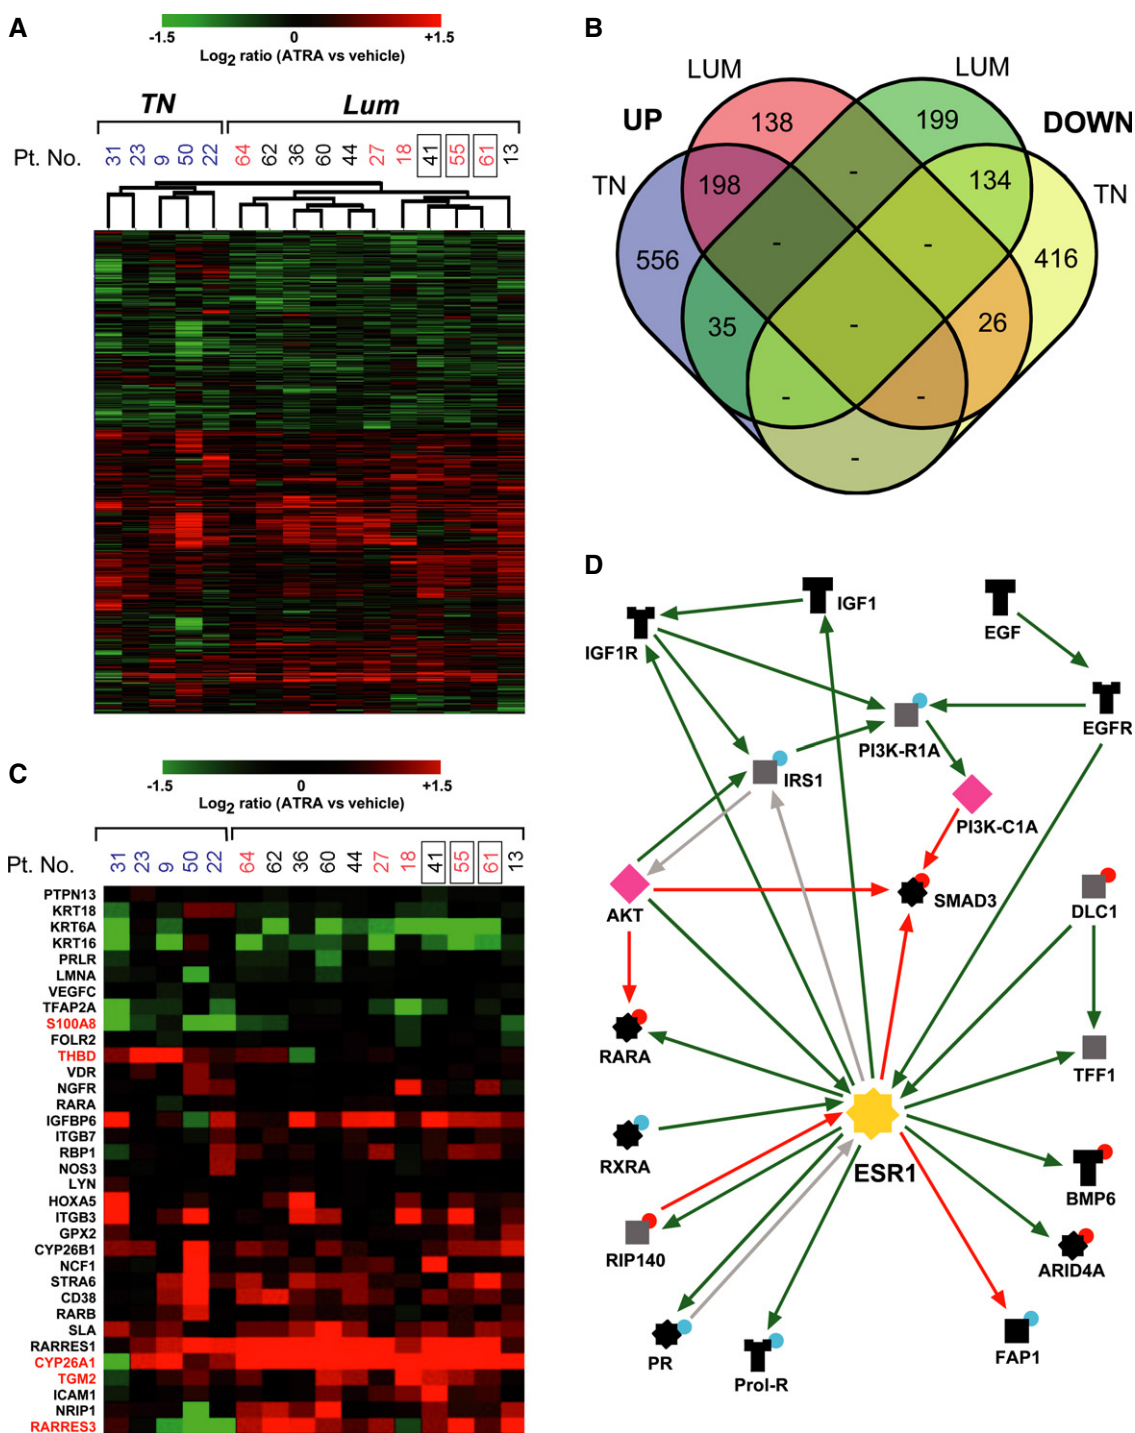 A
-1.5 0 +1.5
Log2 ratio (ATRA vs vehicle)
TN Lum
Pt. No. 31 23 9 50 22 64 62 36 60 44 27 18 41 55 61 13
B
LUM LUM
UP DOWN
TN TN
138 199
198 - 134
556 - - 416
35 - 26
- -
-
C
-1.5 0 +1.5
Log2 ratio (ATRA vs vehicle)
Pt. No. 31 23 9 50 22 64 62 36 60 44 27 18 41 55 61 13
PTPN13
KRT18
KRT6A
KRT16
PRLR
LMNA
VEGFC
TFAP2A
S100A8
FOLR2
THBD
VDR
NGFR
RARA
IGFBP6
ITGB7
RBP1
NOS3
LYN
HOXA5
ITGB3
GPX2
CYP26B1
NCF1
STRA6
CD38
RARB
SLA
RARRES1
CYP26A1
TGM2
ICAM1
NRIP1
RARRES3
D
IGF1
EGF
IGF1R
EGFR
PI3K-R1A
IRS1
PI3K-C1A
AKT
SMAD3
DLC1
RARA
TFF1
RXRA
ESR1
BMP6
RIP140
ARID4A
PR
Prol-R
FAP1